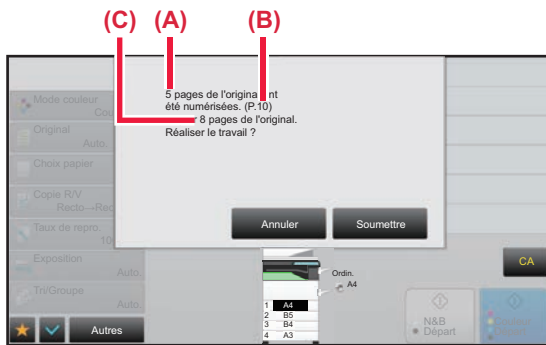 (C) (A) (B)
5 pages de l'original nt
été numérisées. (P.10)
8 pages de l'original.
Réaliser le travail ?
Annuler Soumettre
Mode couleur
Cou
Original
Auto.
Choix papier
Copie R/V
Recto→Rec
Taux de repro.
10
Exposition
Auto.
Tri/Groupe
Auto.
Autres
Ordin.
A4
1 A4
2 B5
3 B4
4 A3
CA
N&B
Départ